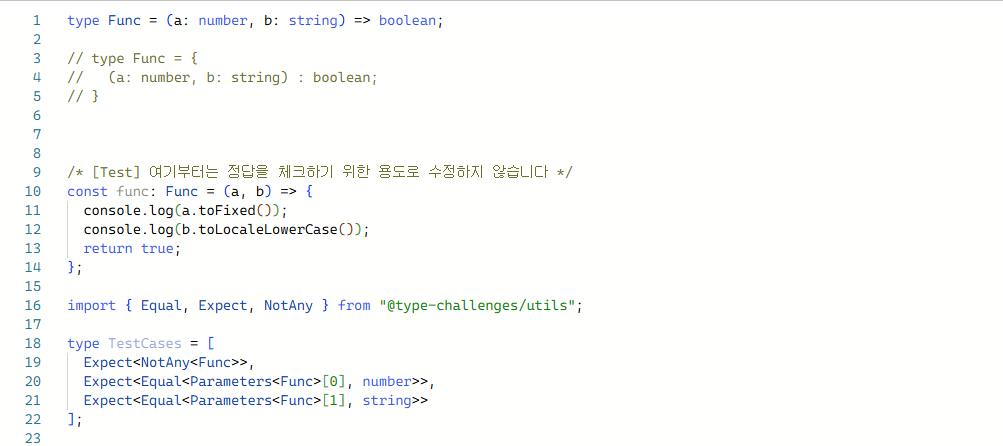 1 type Func = (a: number, b: string) => boolean;
2
3 // type Func = {
4 //   (a: number, b: string) : boolean;
5 // }
6
7
8
9 /* [Test] 여기부터는 정답을 체크하기 위한 용도로 수정하지 않습니다 */
10 const func: Func = (a, b) => {
11   console.log(a.toFixed());
12   console.log(b.toLocaleLowerCase());
13   return true;
14 };
15
16 import { Equal, Expect, NotAny } from "@type-challenges/utils";
17
18 type TestCases = [
19   Expect<NotAny<Func>>,
20   Expect<Equal<Parameters<Func>[0], number>>,
21   Expect<Equal<Parameters<Func>[1], string>>
22 ];
23